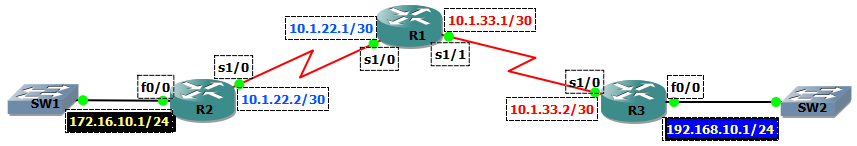 10.1.33.1/30
10.1.22.1/30
R1
s1/0
s1/1
s1/0
f0/0
SW1
R2
172.16.10.1/24
10.1.22.2/30
s1/0
f0/0
10.1.33.2/30
R3
SW2
192.168.10.1/24